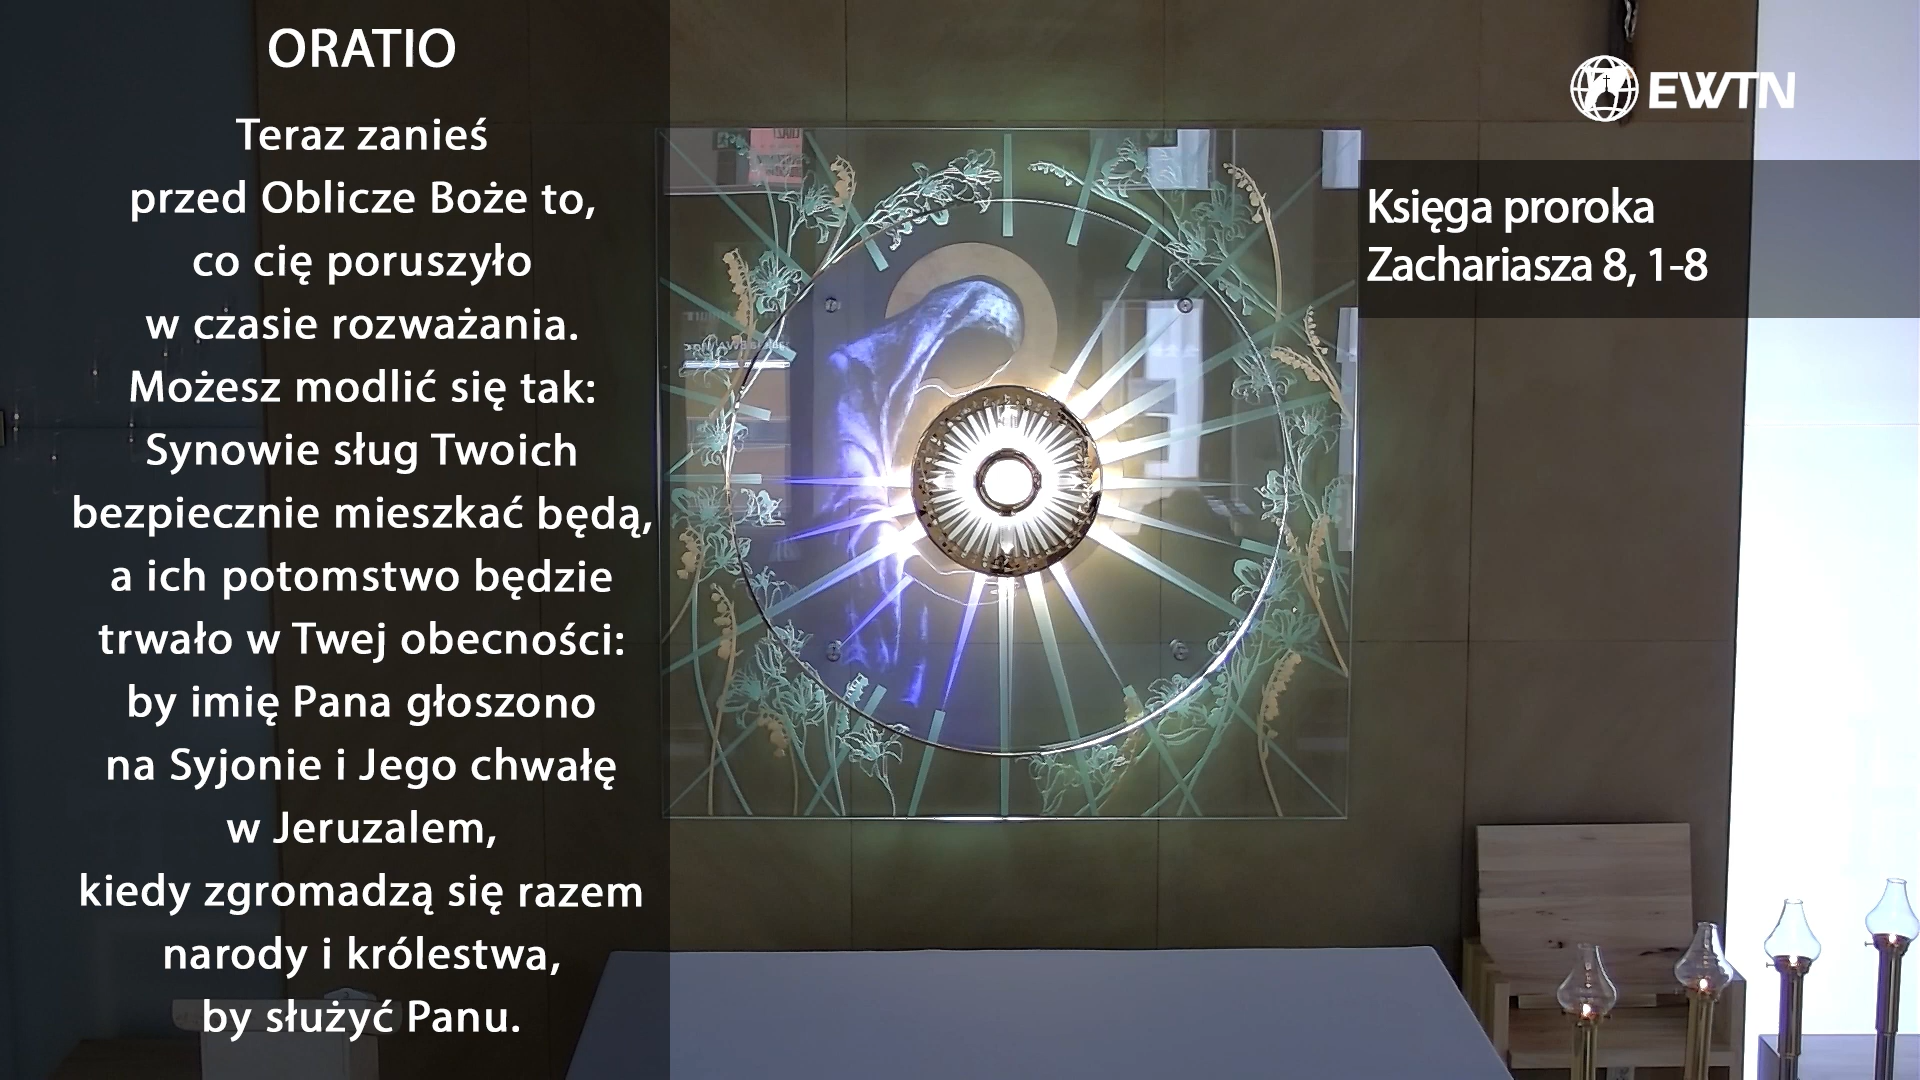 ORATIO
Teraz zanieś
przed Oblicze Boże to,
co cię poruszyło
w czasie rozważania.
Możesz modlić się tak:
Synowie sług Twoich
bezpiecznie mieszkać będą,
a ich potomstwo będzie
trwało w Twej obecności:
by imię Pana głoszono
na Syjonie i Jego chwałę
w Jeruzalem,
kiedy zgromadzą się razem
narody i królestwa,
by służyć Panu.
EWTN
Księga proroka
Zachariasza 8, 1-8